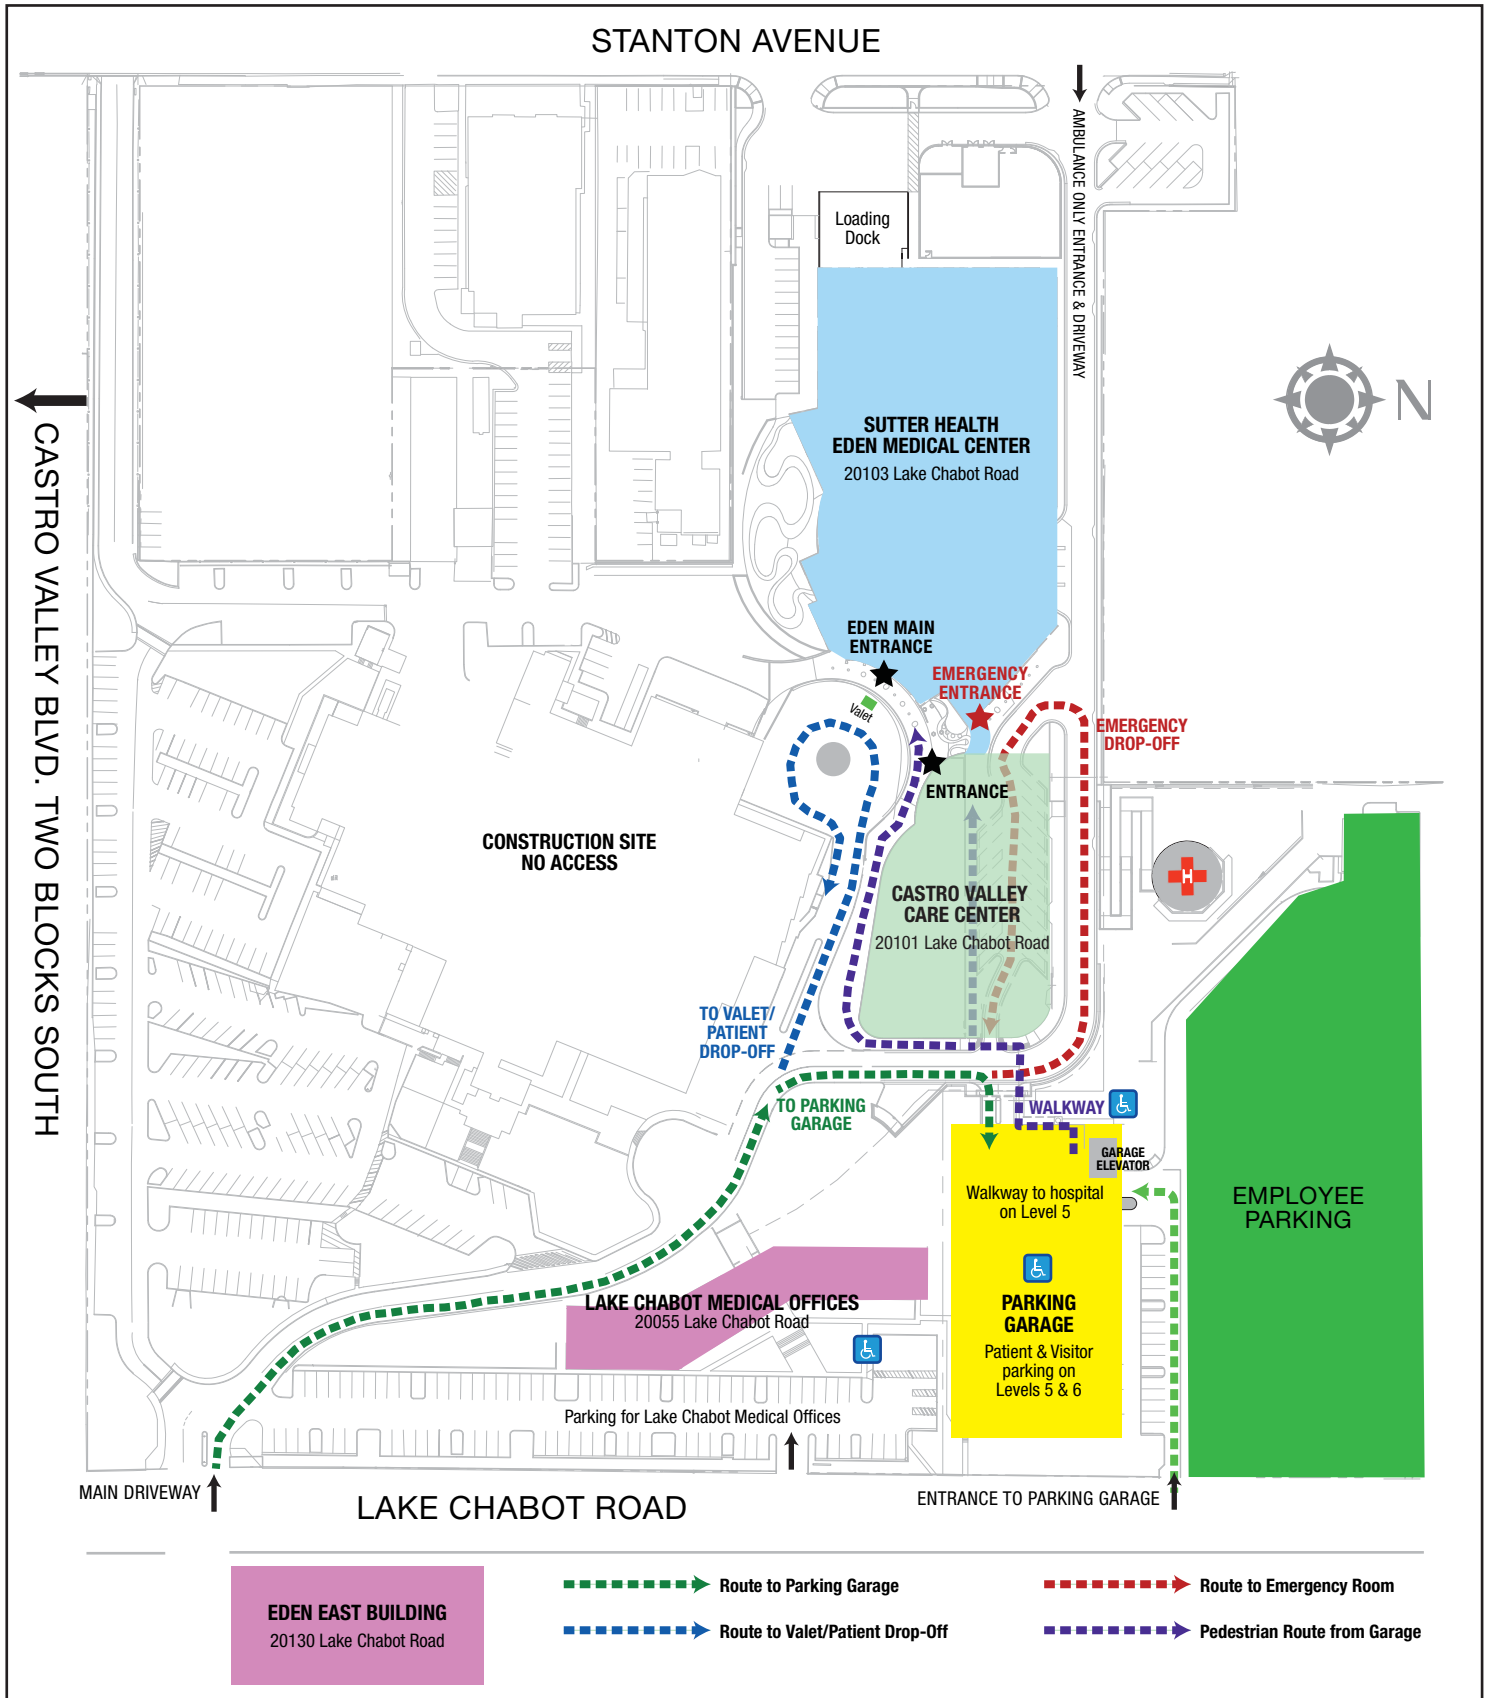 STANTON AVENUE
AMBULANCE ONLY ENTRANCE & DRIVEWAY
Loading
Dock
N
SUTTER HEALTH
EDEN MEDICAL CENTER
20103 Lake Chabot Road
CASTRO VALLEY BLVD. TWO BLOCKS SOUTH
EDEN MAIN
ENTRANCE
EMERGENCY
ENTRANCE
Valet
EMERGENCY
DROP-OFF
ENTRANCE
CONSTRUCTION SITE
NO ACCESS
H
CASTRO VALLEY
CARE CENTER
20101 Lake Chabot Road
TO VALET/
PATIENT
DROP-OFF
TO PARKING
GARAGE
WALKWAY
GARAGE
ELEVATOR
Walkway to hospital
on Level 5
EMPLOYEE
PARKING
LAKE CHABOT MEDICAL OFFICES
20055 Lake Chabot Road
PARKING
GARAGE
Patient & Visitor
parking on
Levels 5 & 6
Parking for Lake Chabot Medical Offices
MAIN DRIVEWAY
LAKE CHABOT ROAD
ENTRANCE TO PARKING GARAGE
EDEN EAST BUILDING
20130 Lake Chabot Road
Route to Parking Garage
Route to Valet/Patient Drop-Off
Route to Emergency Room
Pedestrian Route from Garage